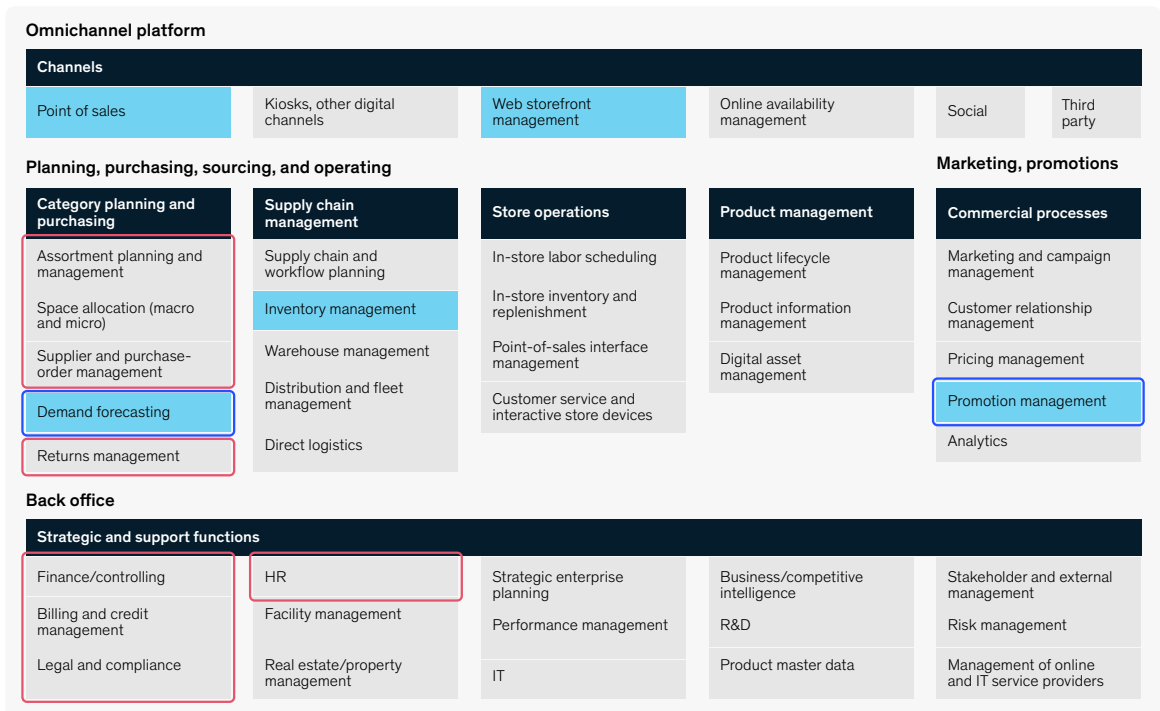 Omnichannel platform
Channels
Point of sales
Kiosks, other digital
channels
Web storefront
management
Online availability
management
Social
Third
party
Planning, purchasing, sourcing, and operating
Marketing, promotions
Category planning and
purchasing
Assortment planning and
management
Space allocation (macro
and micro)
Supplier and purchase-
order management
Demand forecasting
Returns management
Supply chain
management
Supply chain and
workflow planning
Inventory management
Warehouse management
Distribution and fleet
management
Direct logistics
Store operations
In-store labor scheduling
In-store inventory and
replenishment
Point-of-sales interface
management
Customer service and
interactive store devices
Product management
Product lifecycle
management
Product information
management
Digital asset
management
Commercial processes
Marketing and campaign
management
Customer relationship
management
Pricing management
Promotion management
Analytics
Back office
Strategic and support functions
Finance/controlling
Billing and credit
management
Legal and compliance
HR
Facility management
Real estate/property
management
Strategic enterprise
planning
Performance management
IT
Business/competitive
intelligence
R&D
Product master data
Stakeholder and external
management
Risk management
Management of online
and IT service providers